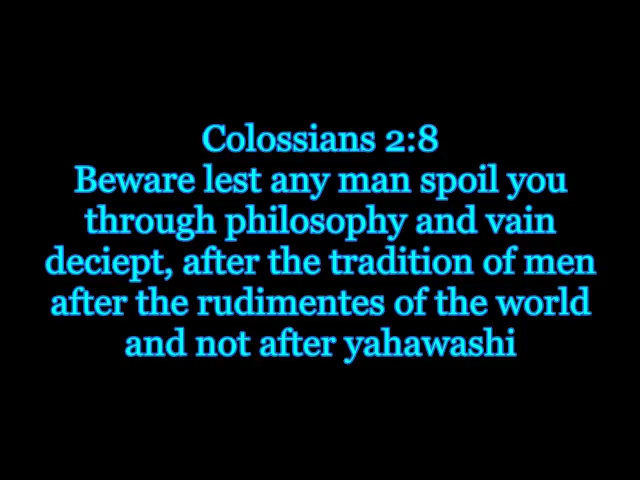 Colossians 2:8
Beware lest any man spoil you
through philosophy and vain
deciept, after the tradition of men
after the rudimentes of the world
and not after yahawashi